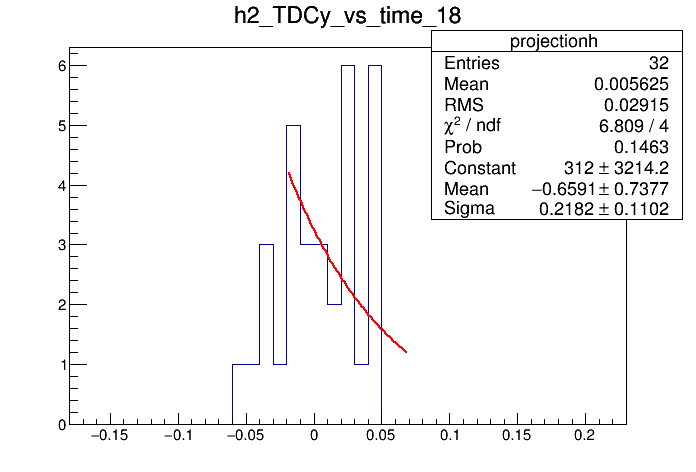 h2_TDCy_vs_time_18
projectionh
Entries 32
Mean 0.005625
RMS 0.02915
χ² / ndf 6.809 / 4
Prob 0.1463
Constant 312 ± 3214.2
Mean −0.6591 ± 0.7377
Sigma 0.2182 ± 0.1102
6
5
4
3
2
1
0
−0.15 −0.1 −0.05 0 0.05 0.1 0.15 0.2